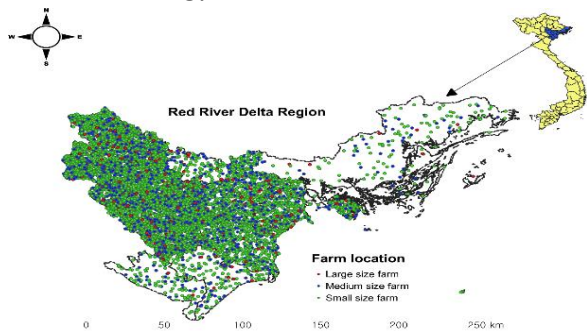 N
W E
S
Red River Delta Region
Farm location
Large size farm
Medium size farm
Small size farm
0 50 100 150 200 250 km